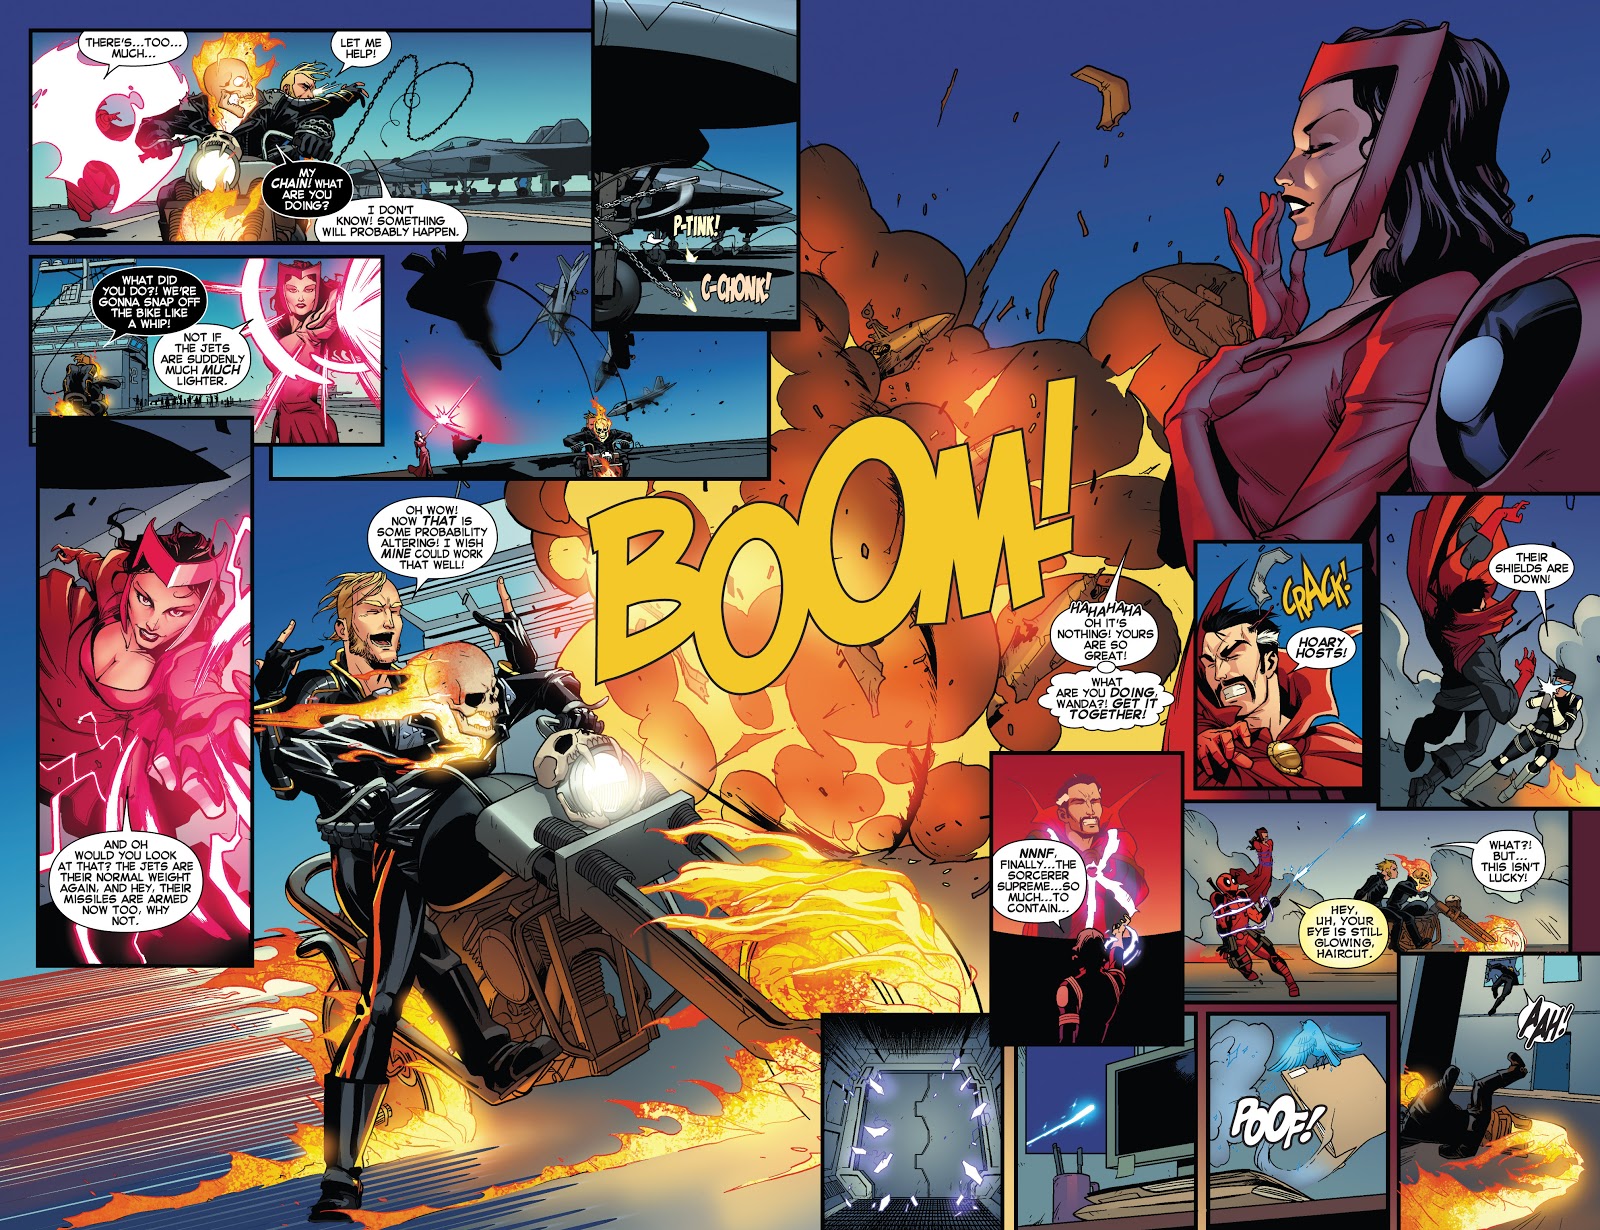 THERE'S...TOO...
MUCH...
LET ME
HELP!
MY
CHAIN! WHAT
ARE YOU
DOING?
I DON'T
KNOW! SOMETHING
WILL PROBABLY HAPPEN.
P-TINK!
C-CHONK!
WHAT DID
YOU DO?! WE'RE
GONNA SNAP OFF
THE BIKE LIKE
A WHIP!
NOT IF
THE JETS
ARE SUDDENLY
MUCH MUCH
LIGHTER.
2
AND OH
WOULD YOU LOOK
AT THAT? THE JETS ARE
THEIR NORMAL WEIGHT
AGAIN, AND HEY, THEIR
MISSILES ARE ARMED
NOW TOO, WHY
NOT.
OH WOW!
NOW THAT IS
SOME PROBABILITY
ALTERING! I WISH
MINE COULD WORK
THAT WELL!
BOOM!
HAHAHAHA
OH IT'S
NOTHING! YOURS
ARE SO
GREAT!
WHAT
ARE YOU DOING,
WANDA?! GET IT
TOGETHER!
CRACK!
HOARY
HOSTS!
THEIR
SHIELDS ARE
DOWN!
NNNF,
FINALLY...THE
SORCERER
SUPREME...SO
MUCH...TO
CONTAIN...
WHAT?!
BUT...
THIS ISN'T
LUCKY!
HEY,
UH, YOUR
EYE IS STILL
GLOWING,
HAIRCUT.
POOF!
AAH!